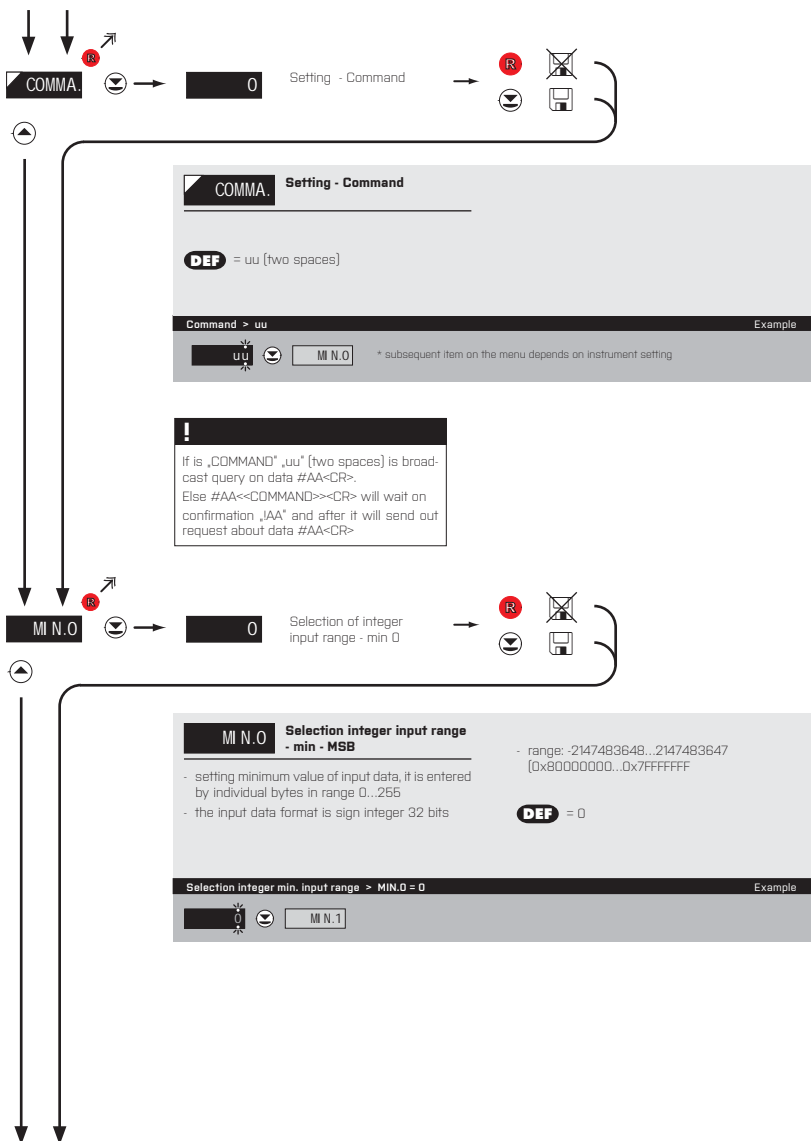 R
COMMA.
0
Setting - Command
R
COMMA.
Setting - Command
DEF = uu (two spaces)
Command > uu
Example
uu
MIN.0
* subsequent item on the menu depends on instrument setting
!
If is „COMMAND" „uu" (two spaces) is broad-
cast query on data #AA<CR>.
Else #AA<<COMMAND>><CR> will wait on
confirmation „!AA" and after it will send out
request about data #AA<CR>
R
MIN.0
0
Selection of integer
input range - min 0
R
MIN.0
Selection integer input range
- min - MSB
- setting minimum value of input data, it is entered
by individual bytes in range 0...255
- the input data format is sign integer 32 bits
- range: -2147483648...2147483647
(0x80000000...0x7FFFFFFF
DEF = 0
Selection integer min. input range > MIN.0 = 0
Example
0
MIN.1